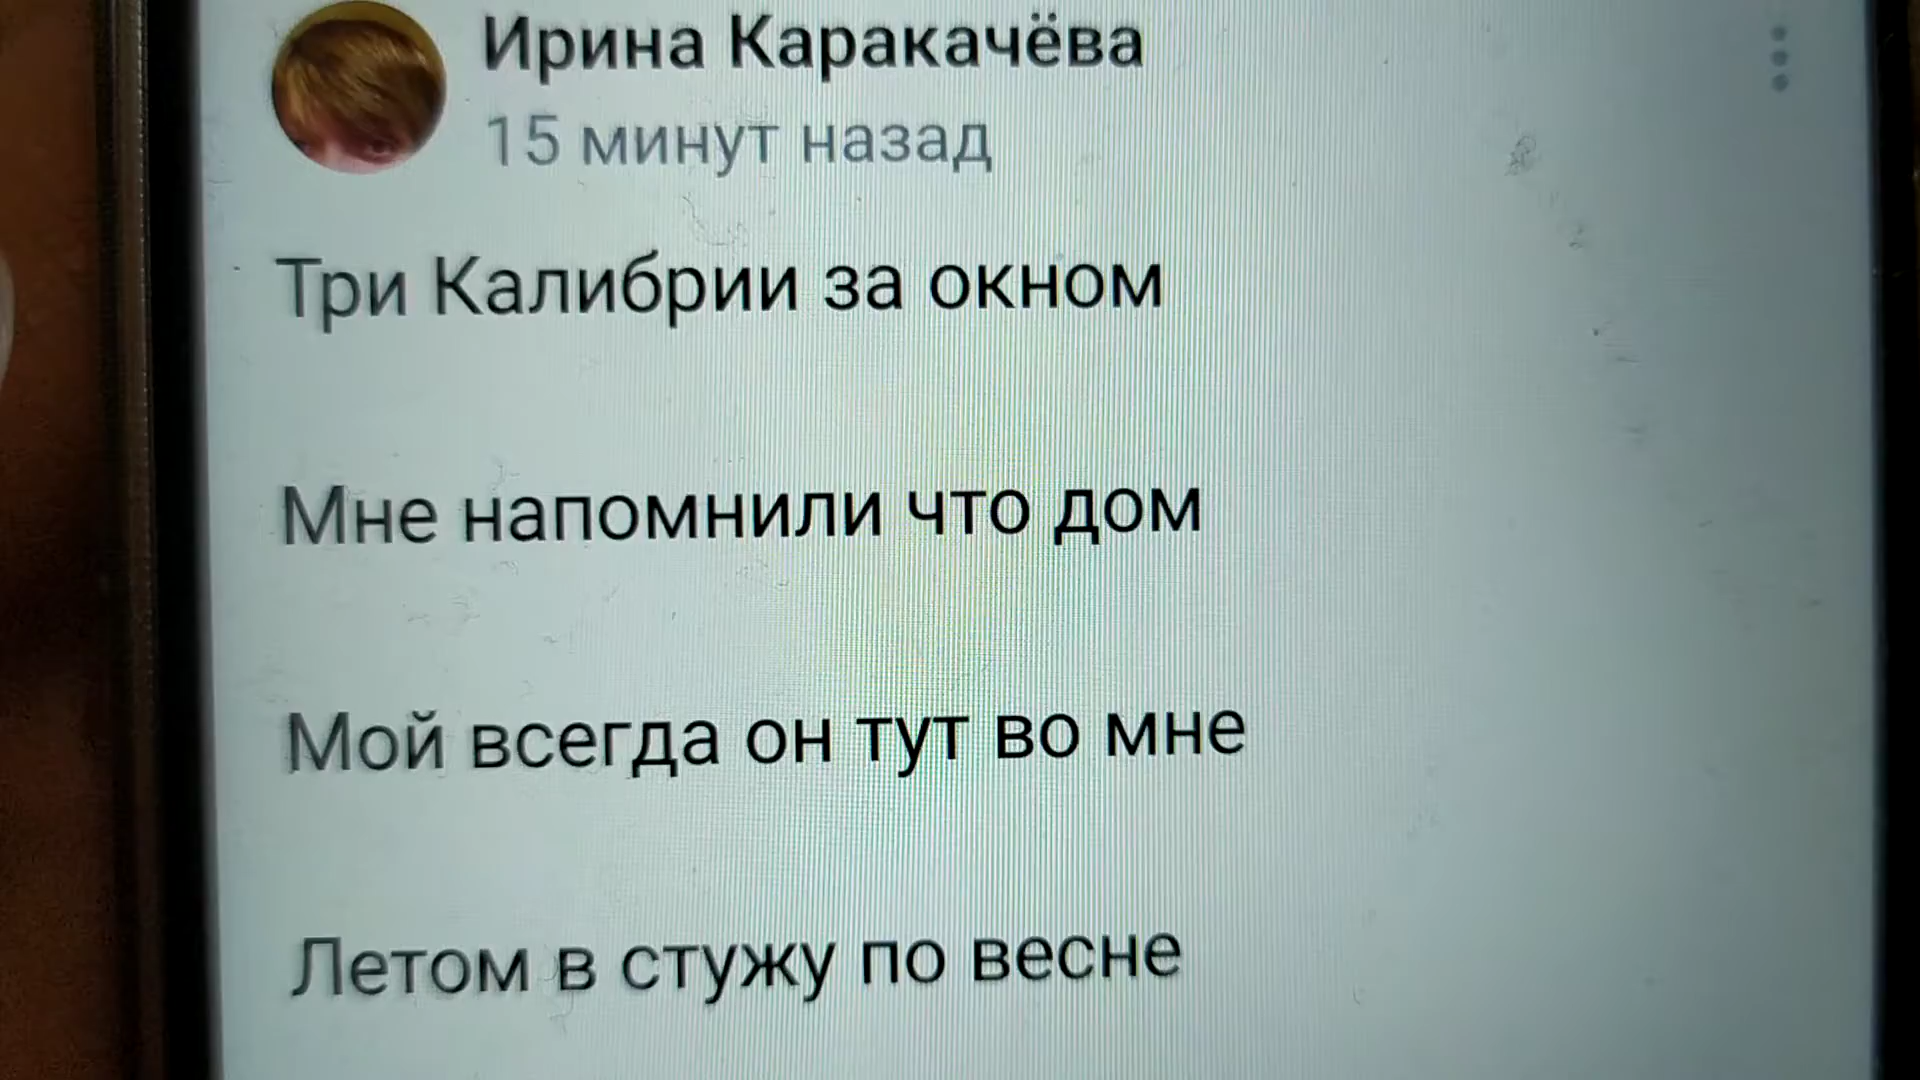 Ирина Каракачёва
15 минут назад
Три Калибрии за окном
Мне напомнили что дом
Мой всегда он тут во мне
Летом в стужу по весне